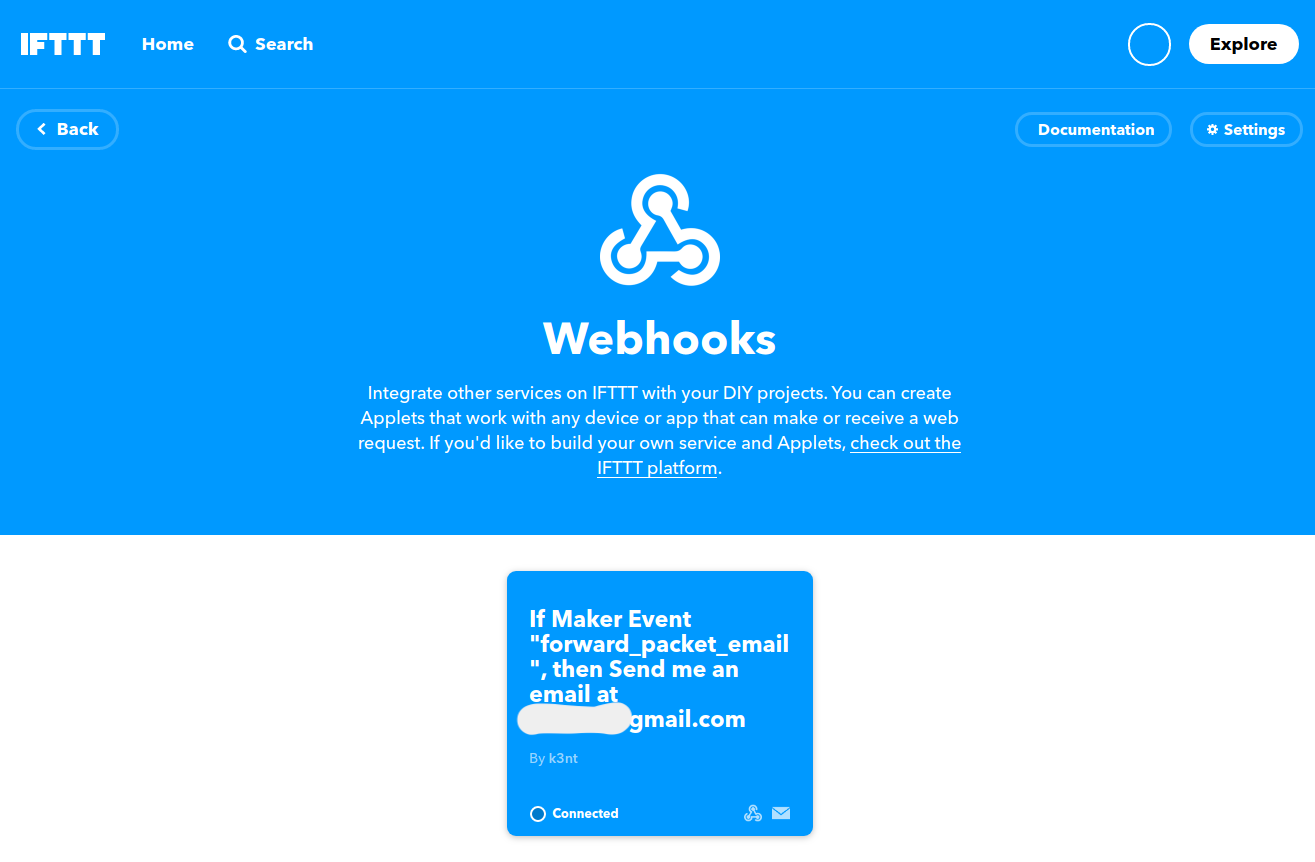 IFTTT Home Search Explore
Back Documentation Settings
Webhooks
Integrate other services on IFTTT with your DIY projects. You can create
Applets that work with any device or app that can make or receive a web
request. If you'd like to build your own service and Applets, check out the
IFTTT platform.
If Maker Event
"forward_packet_email
", then Send me an
email at
gmail.com
By k3nt
Connected